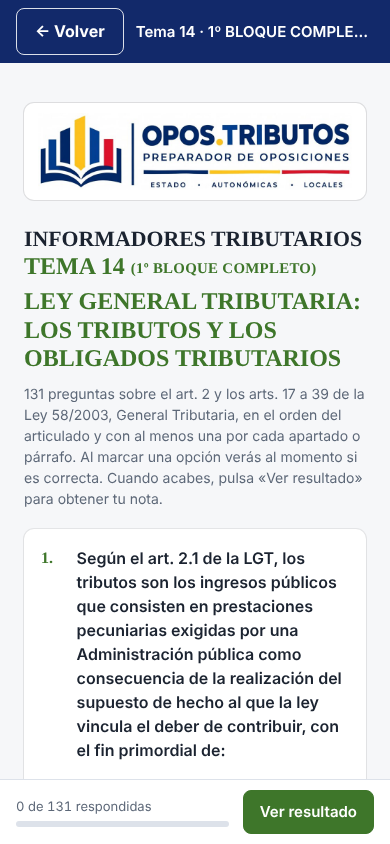 ← Volver
Tema 14 · 1º BLOQUE COMPLE...
OPOS.TRIBUTOS
PREPARADOR DE OPOSICIONES
ESTADO · AUTONÓMICAS · LOCALES
INFORMADORES TRIBUTARIOS
TEMA 14 (1º BLOQUE COMPLETO)
LEY GENERAL TRIBUTARIA:
LOS TRIBUTOS Y LOS
OBLIGADOS TRIBUTARIOS
131 preguntas sobre el art. 2 y los arts. 17 a 39 de la
Ley 58/2003, General Tributaria, en el orden del
articulado y con al menos una por cada apartado o
párrafo. Al marcar una opción verás al momento si
es correcta. Cuando acabes, pulsa «Ver resultado»
para obtener tu nota.
1. Según el art. 2.1 de la LGT, los
tributos son los ingresos públicos
que consisten en prestaciones
pecuniarias exigidas por una
Administración pública como
consecuencia de la realización del
supuesto de hecho al que la ley
vincula el deber de contribuir, con
el fin primordial de:
0 de 131 respondidas
Ver resultado